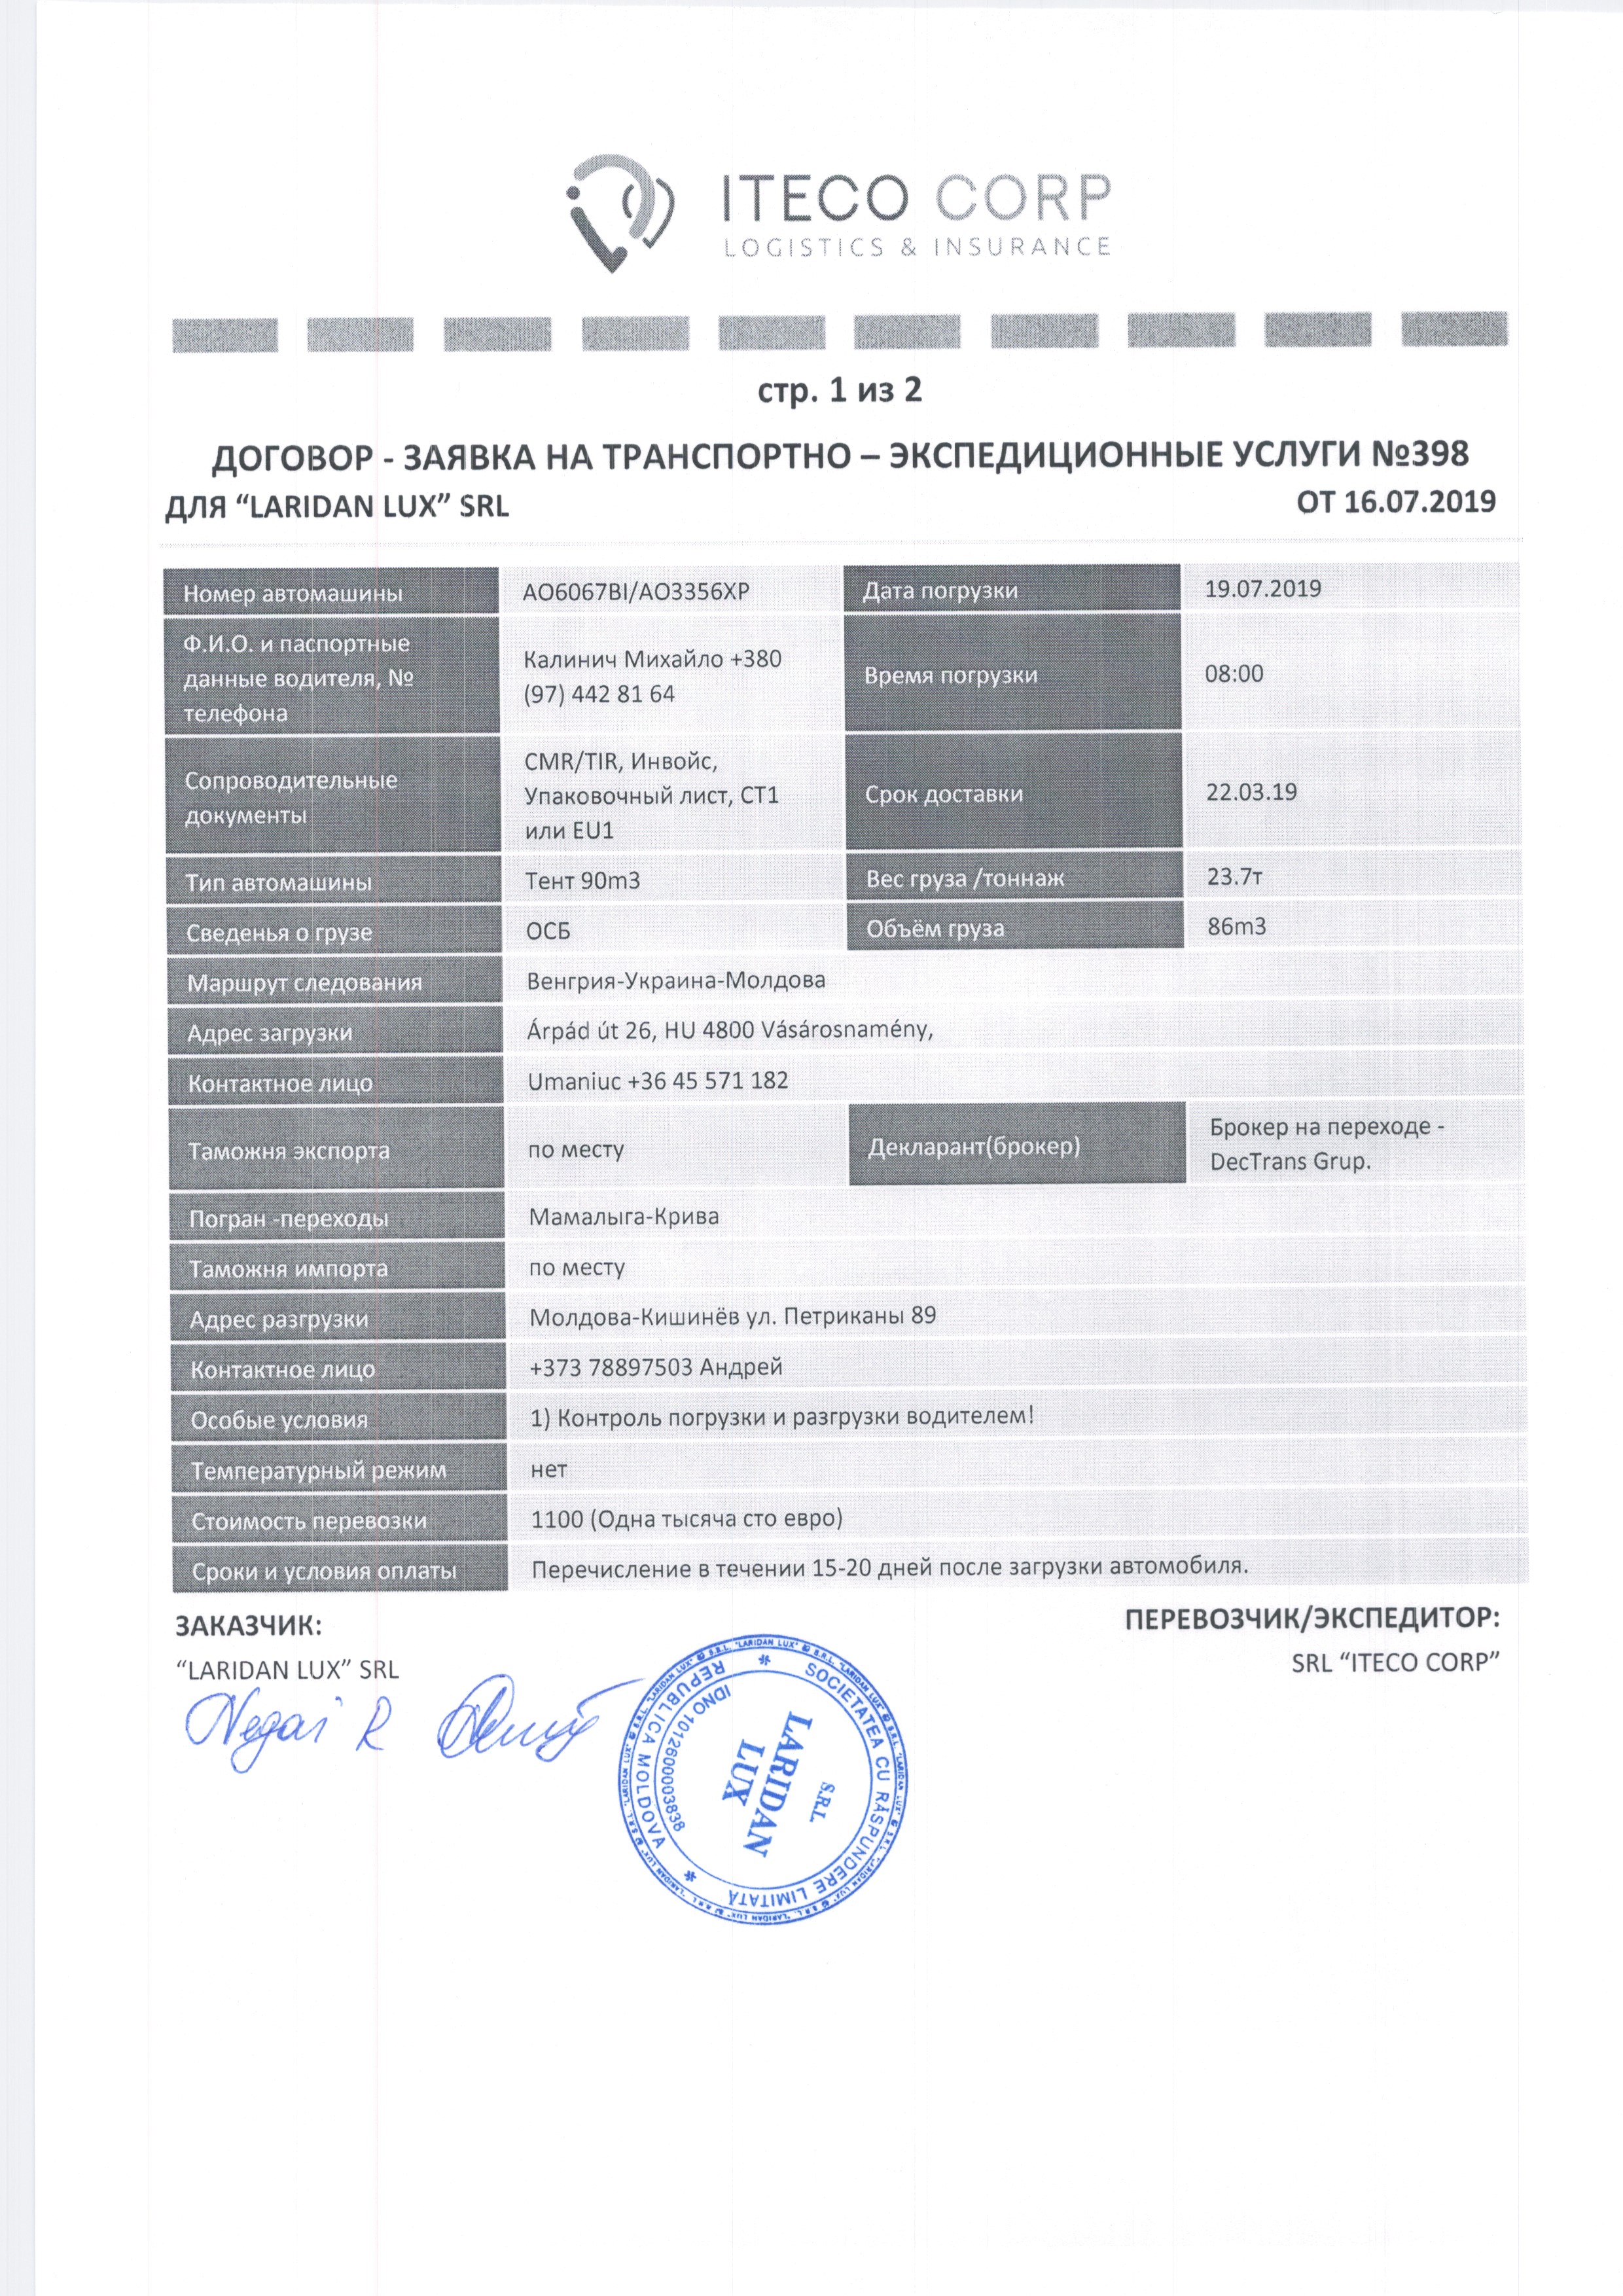 ITECO CORP
LOGISTICS & INSURANCE
стр. 1 из 2
ДОГОВОР - ЗАЯВКА НА ТРАНСПОРТНО – ЭКСПЕДИЦИОННЫЕ УСЛУГИ №398
ДЛЯ “LARIDAN LUX” SRL ОТ 16.07.2019
Номер автомашины AO6067BI/AO3356XP Дата погрузки 19.07.2019
Ф.И.О. и паспортные
данные водителя, №
телефона
Калинич Михайло +380
(97) 442 81 64
Время погрузки 08:00
Сопроводительные
документы
CMR/TIR, Инвойс,
Упаковочный лист, СТ1
или EU1
Срок доставки 22.03.19
Тип автомашины Тент 90m3 Вес груза /тоннаж 23.7т
Сведенья о грузе ОСБ Объём груза 86m3
Маршрут следования Венгрия-Украина-Молдова
Адрес загрузки Árpád út 26, HU 4800 Vásárosnamény,
Контактное лицо Umaniuc +36 45 571 182
Таможня экспорта по месту Декларант(брокер)
Брокер на переходе -
DecTrans Grup.
Погран -переходы Мамалыга-Крива
Таможня импорта по месту
Адрес разгрузки Молдова-Кишинёв ул. Петриканы 89
Контактное лицо +373 78897503 Андрей
Особые условия 1) Контроль погрузки и разгрузки водителем!
Температурный режим нет
Стоимость перевозки 1100 (Одна тысяча сто евро)
Сроки и условия оплаты Перечисление в течении 15-20 дней после загрузки автомобиля.
ЗАКАЗЧИК: ПЕРЕВОЗЧИК/ЭКСПЕДИТОР:
“LARIDAN LUX” SRL SRL “ITECO CORP”
Negai R
SOCIETATEA CU RĂSPUNDERE LIMITATĂ
REPUBLICA MOLDOVA
IDNO 1012600003838
S.R.L.
LARIDAN
LUX